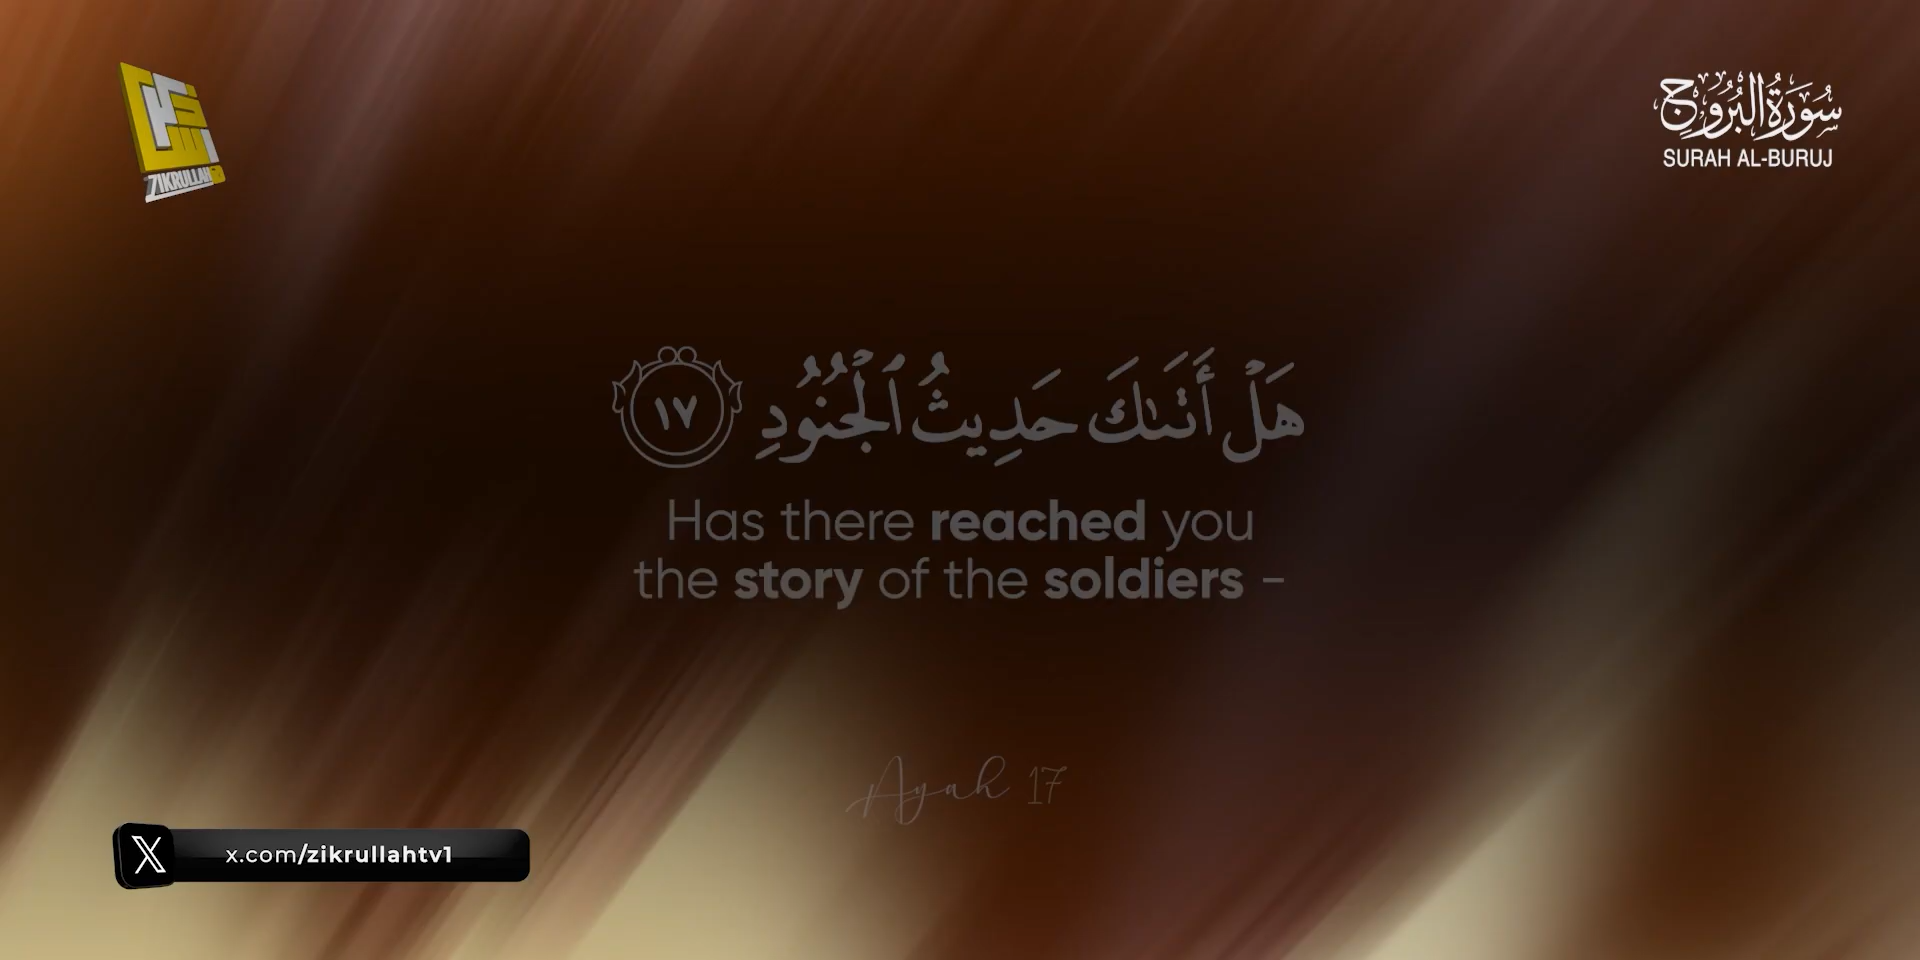 ZIKRULLAH
سُورَةُ البُرُوجِ
SURAH AL-BURUJ
هَلْ أَتَىٰكَ حَدِيثُ ٱلْجُنُودِ ١٧
Has there reached you
the story of the soldiers -
Ayah 17
x.com/zikrullahtv1